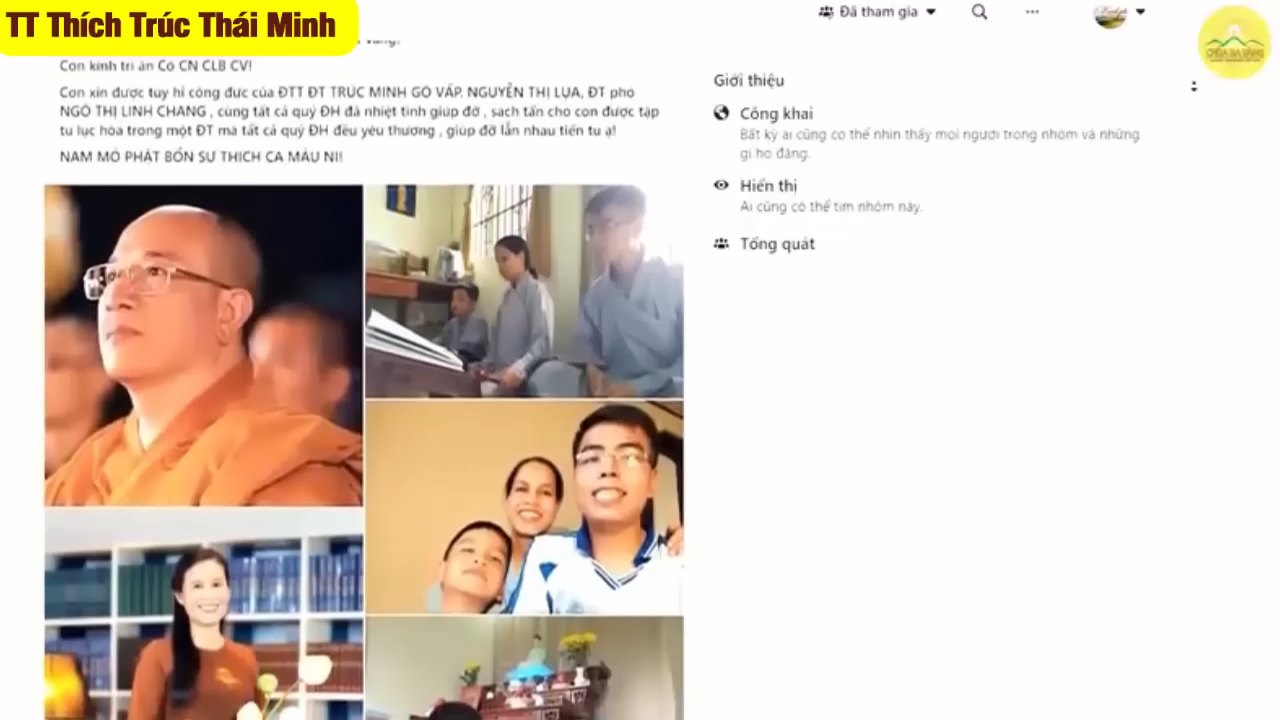 TT Thích Trúc Thái Minh
Đã tham gia
Con kính tri ân Cô CN CLB CV!
Con xin được tùy hỉ công đức của ĐTT ĐT TRÚC MINH GÒ VẤP. NGUYỄN THỊ LỤA, ĐT phó
NGÔ THỊ LINH CHANG , cùng tất cả quý ĐH đã nhiệt tình giúp đỡ , sách tấn cho con được tập
tu lục hòa trong một ĐT mà tất cả quý ĐH đều yêu thương , giúp đỡ lẫn nhau tiến tu ạ!
NAM MÔ PHẬT BỔN SƯ THÍCH CA MÂU NI!
Giới thiệu
Công khai
Bất kỳ ai cũng có thể nhìn thấy mọi người trong nhóm và những
gì họ đăng.
Hiển thị
Ai cũng có thể tìm nhóm này.
Tổng quát
CHÙA BA VÀNG